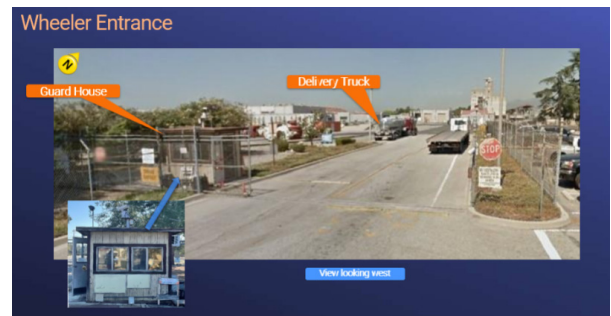 Wheeler Entrance
N
Delivery Truck
Guard House
STOP
View looking west